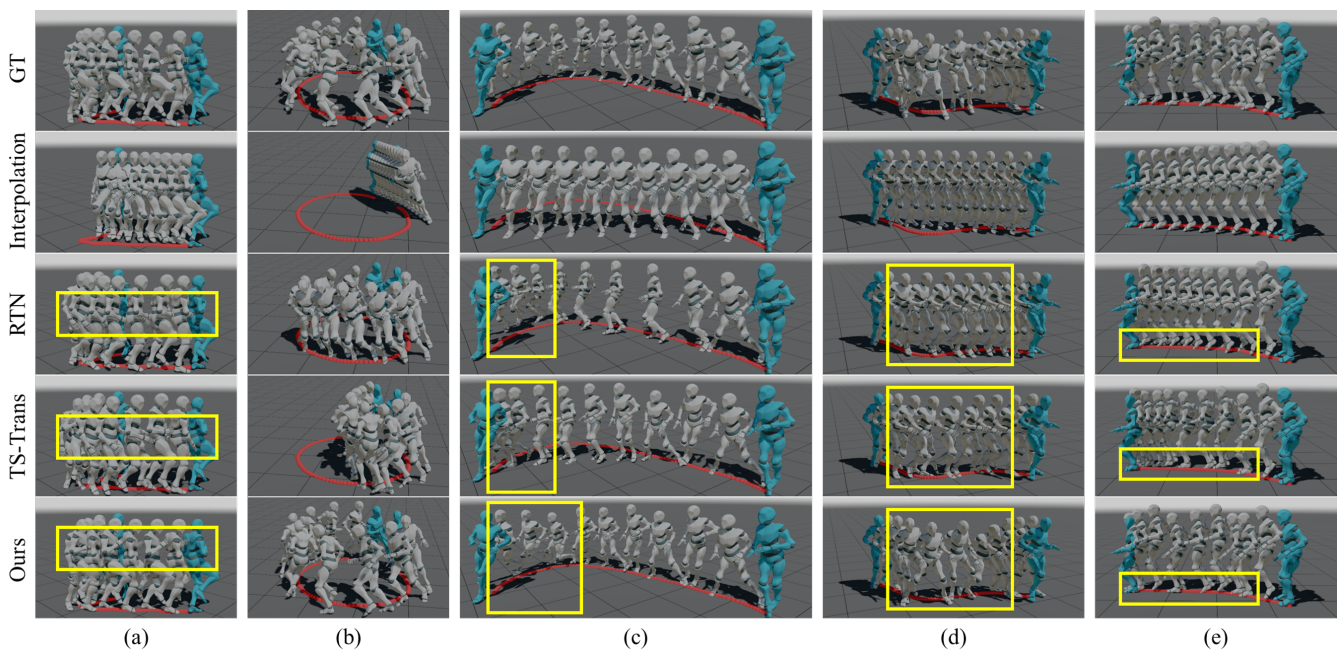 GT
Interpolation
RTN
TS-Trans
Ours
(a) (b) (c) (d) (e)